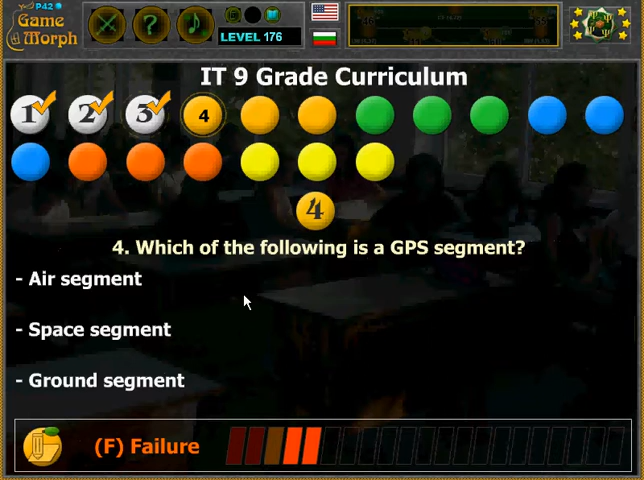 P42
Game
Morph
?
LEVEL 176
IT 9 Grade Curriculum
1 2 3 4
4
4. Which of the following is a GPS segment?
- Air segment
- Space segment
- Ground segment
(F) Failure